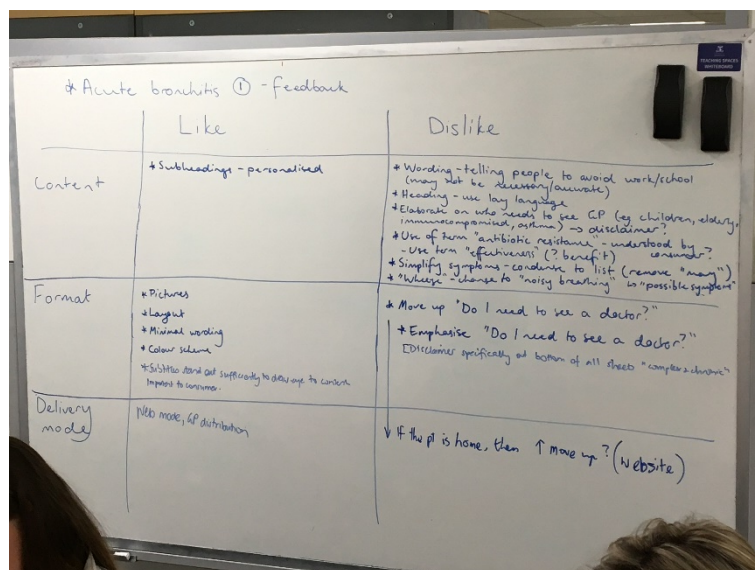 TEACHING SPACES
WHITEBOARD
* Acute bronchitis ① - feedback
Like
Dislike
Content
* Subheadings - personalised
* Wording - telling people to avoid work/school
(may not be necessary/accurate)
* Heading - use lay language
* Elaborate on who needs to see GP (eg children, elderly,
immunocompromised, asthma) → disclaimer?
* Use of term "antibiotic resistance" - understood by
consumer?
- Use term "effectiveness" (? benefit)
* Simplify symptoms - condense to list (remove "may")
* "Wheeze" - change to "noisy breathing" "possible symptoms"
Format
* Pictures
* Layout
* Minimal wording
* Colour scheme
* Subtitles stand out sufficiently to draw eye to content
import to consumer.
* Move up "Do I need to see a doctor?"
* Emphasise "Do I need to see a doctor?"
[Disclaimer specifically at bottom of all sheets "complex + chronic"
Delivery
mode
Web mode, GP distribution
↓ If the pt is home, then ↑ move up? (website)